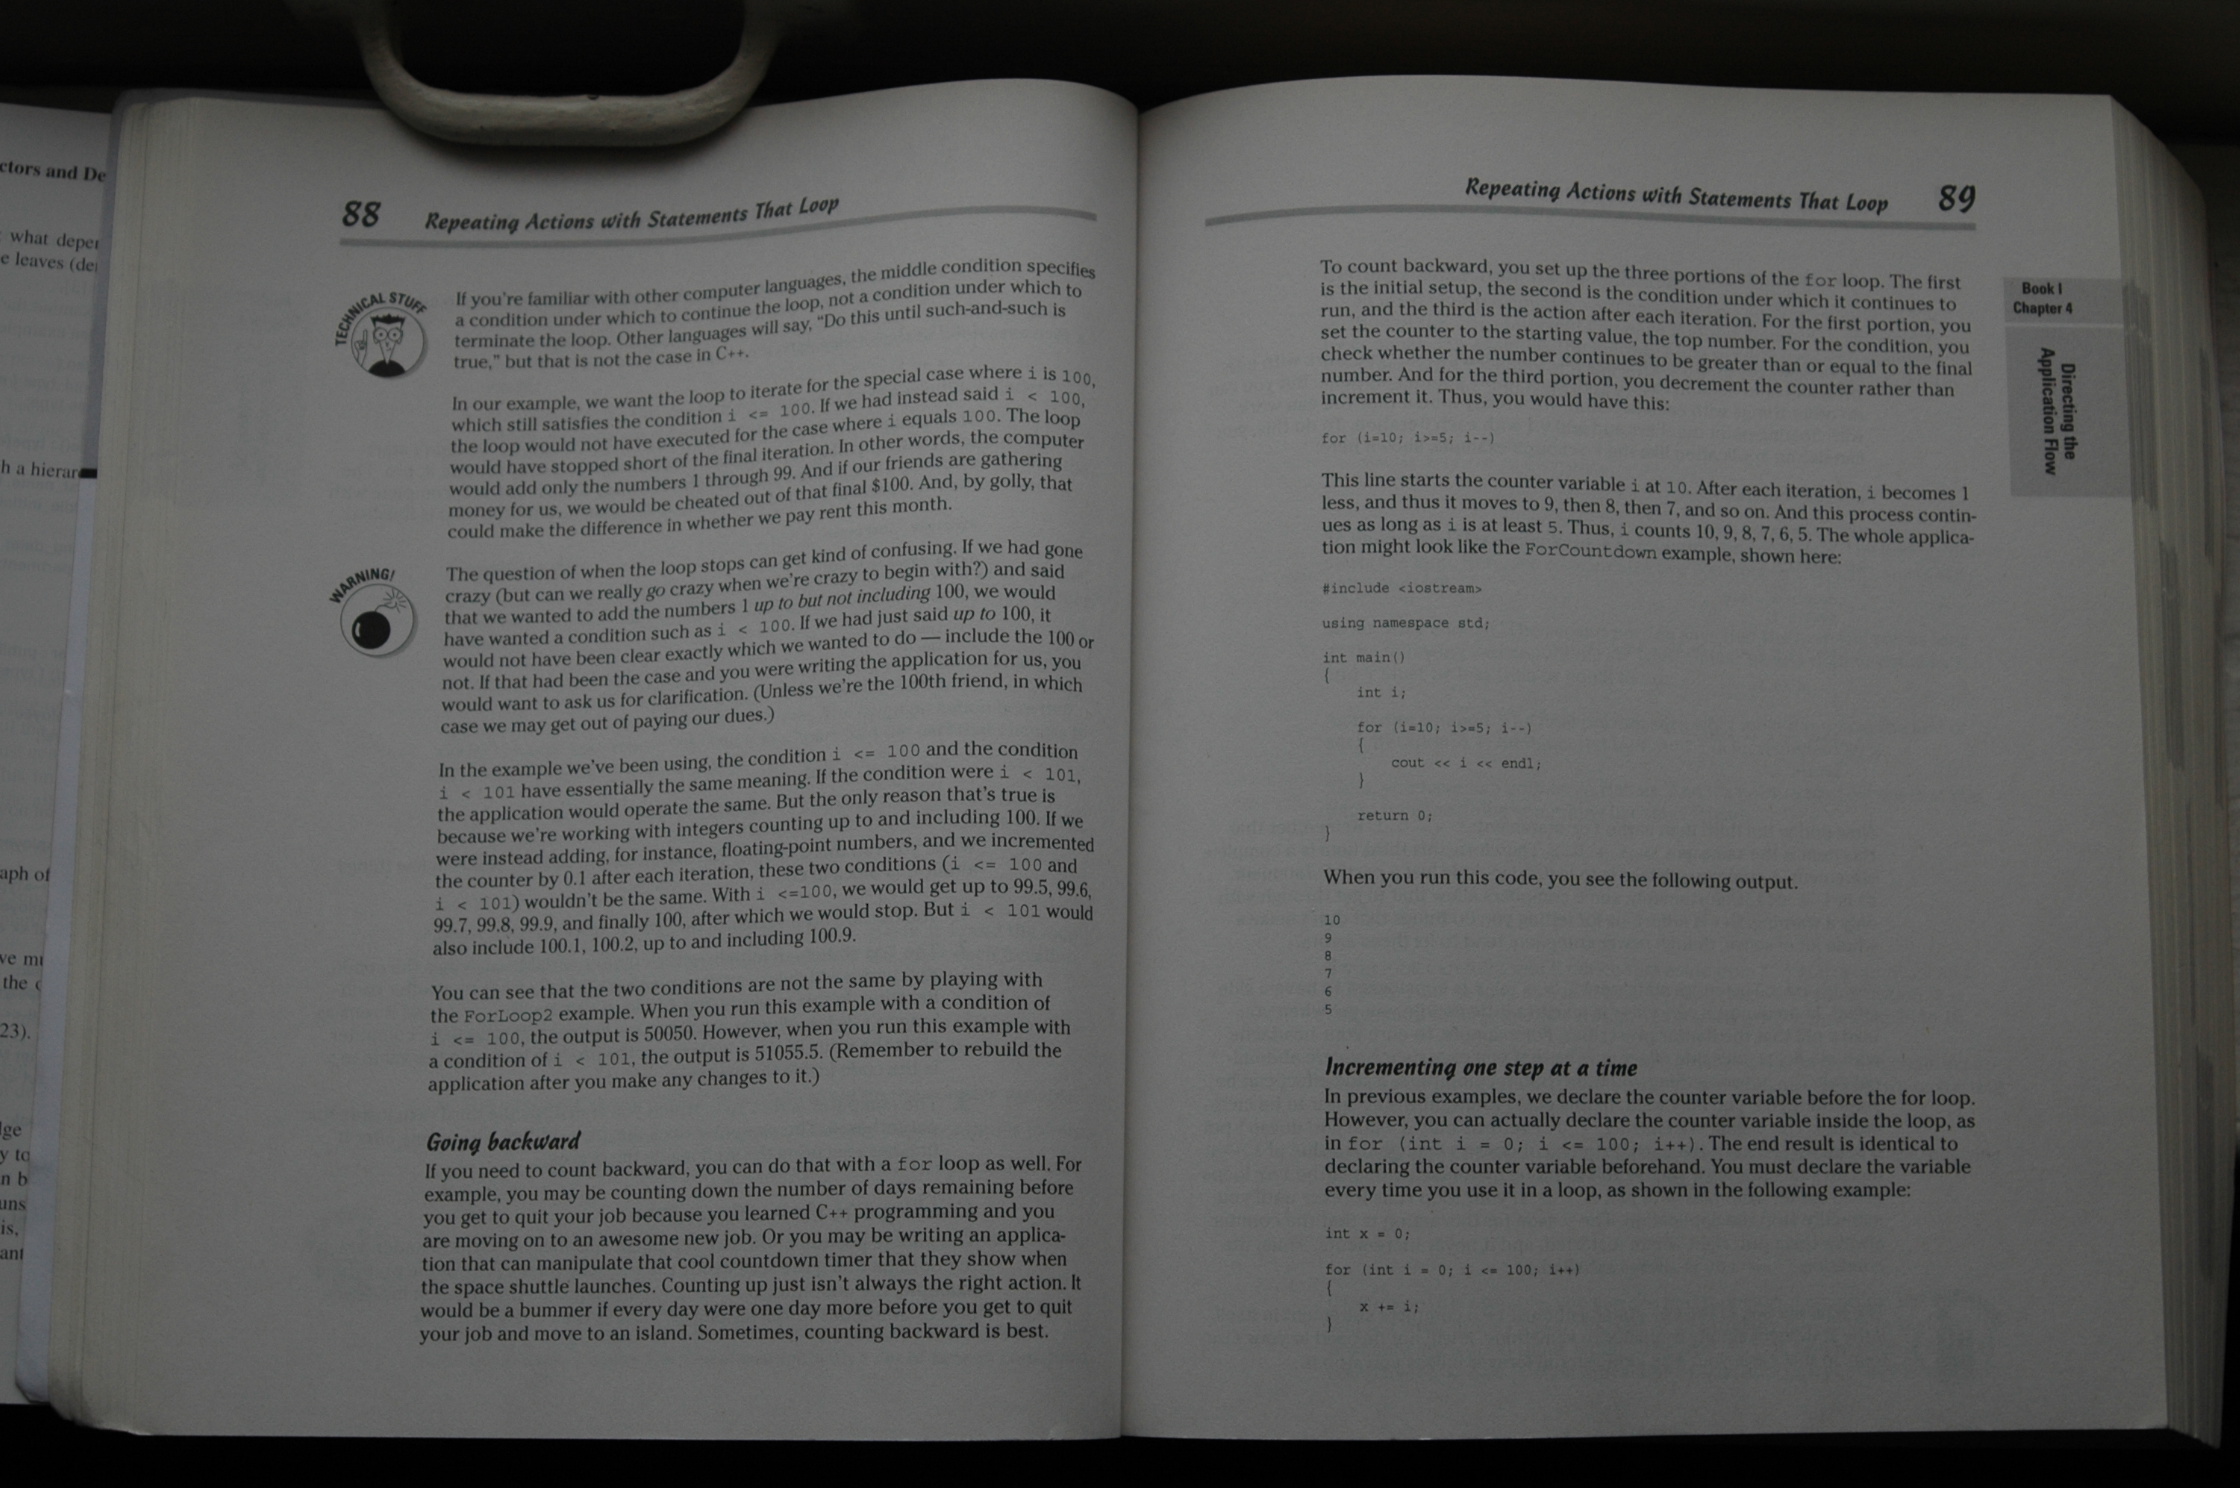 ctors and De
what depen
e leaves (de
h a hierar
aph of
ve mu
the
23).
dge
y to
n b
uns
is,
ant
88 Repeating Actions with Statements That Loop
TECHNICAL STUFF
If you're familiar with other computer languages, the middle condition specifies
a condition under which to continue the loop, not a condition under which to
terminate the loop. Other languages will say, “Do this until such-and-such is
true,” but that is not the case in C++.
In our example, we want the loop to iterate for the special case where i is 100,
which still satisfies the condition i <= 100. If we had instead said i < 100,
the loop would not have executed for the case where i equals 100. The loop
would have stopped short of the final iteration. In other words, the computer
would add only the numbers 1 through 99. And if our friends are gathering
money for us, we would be cheated out of that final $100. And, by golly, that
could make the difference in whether we pay rent this month.
WARNING!
The question of when the loop stops can get kind of confusing. If we had gone
crazy (but can we really go crazy when we're crazy to begin with?) and said
that we wanted to add the numbers 1 up to but not including 100, we would
have wanted a condition such as i < 100. If we had just said up to 100, it
would not have been clear exactly which we wanted to do — include the 100 or
not. If that had been the case and you were writing the application for us, you
would want to ask us for clarification. (Unless we're the 100th friend, in which
case we may get out of paying our dues.)
In the example we've been using, the condition i <= 100 and the condition
i < 101 have essentially the same meaning. If the condition were i < 101,
the application would operate the same. But the only reason that's true is
because we're working with integers counting up to and including 100. If we
were instead adding, for instance, floating-point numbers, and we incremented
the counter by 0.1 after each iteration, these two conditions (i <= 100 and
i < 101) wouldn't be the same. With i <=100, we would get up to 99.5, 99.6,
99.7, 99.8, 99.9, and finally 100, after which we would stop. But i < 101 would
also include 100.1, 100.2, up to and including 100.9.
You can see that the two conditions are not the same by playing with
the ForLoop2 example. When you run this example with a condition of
i <= 100, the output is 50050. However, when you run this example with
a condition of i < 101, the output is 51055.5. (Remember to rebuild the
application after you make any changes to it.)
Going backward
If you need to count backward, you can do that with a for loop as well. For
example, you may be counting down the number of days remaining before
you get to quit your job because you learned C++ programming and you
are moving on to an awesome new job. Or you may be writing an applica-
tion that can manipulate that cool countdown timer that they show when
the space shuttle launches. Counting up just isn't always the right action. It
would be a bummer if every day were one day more before you get to quit
your job and move to an island. Sometimes, counting backward is best.
Repeating Actions with Statements That Loop 89
To count backward, you set up the three portions of the for loop. The first
is the initial setup, the second is the condition under which it continues to
run, and the third is the action after each iteration. For the first portion, you
set the counter to the starting value, the top number. For the condition, you
check whether the number continues to be greater than or equal to the final
number. And for the third portion, you decrement the counter rather than
increment it. Thus, you would have this:
for (i=10; i>=5; i--)
This line starts the counter variable i at 10. After each iteration, i becomes 1
less, and thus it moves to 9, then 8, then 7, and so on. And this process contin-
ues as long as i is at least 5. Thus, i counts 10, 9, 8, 7, 6, 5. The whole applica-
tion might look like the ForCountdown example, shown here:
#include <iostream>
using namespace std;
int main()
{
int i;
for (i=10; i>=5; i--)
{
cout << i << endl;
}
return 0;
}
When you run this code, you see the following output.
10
9
8
7
6
5
Incrementing one step at a time
In previous examples, we declare the counter variable before the for loop.
However, you can actually declare the counter variable inside the loop, as
in for (int i = 0; i <= 100; i++). The end result is identical to
declaring the counter variable beforehand. You must declare the variable
every time you use it in a loop, as shown in the following example:
int x = 0;
for (int i = 0; i <= 100; i++)
{
x += i;
}
Book I
Chapter 4
Directing the
Application Flow